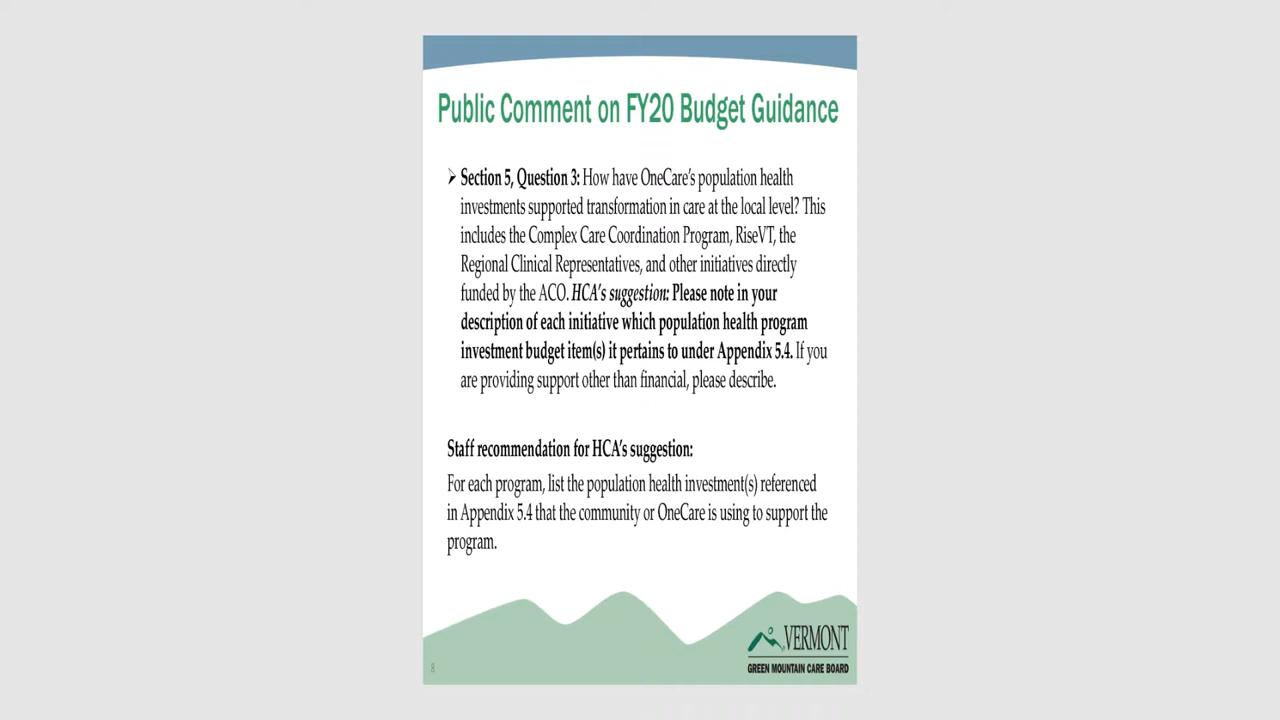 Public Comment on FY20 Budget Guidance
➢ Section 5, Question 3: How have OneCare's population health
investments supported transformation in care at the local level? This
includes the Complex Care Coordination Program, RiseVT, the
Regional Clinical Representatives, and other initiatives directly
funded by the ACO. HCA's suggestion: Please note in your
description of each initiative which population health program
investment budget item(s) it pertains to under Appendix 5.4. If you
are providing support other than financial, please describe.
Staff recommendation for HCA's suggestion:
For each program, list the population health investment(s) referenced
in Appendix 5.4 that the community or OneCare is using to support the
program.
VERMONT
GREEN MOUNTAIN CARE BOARD
8